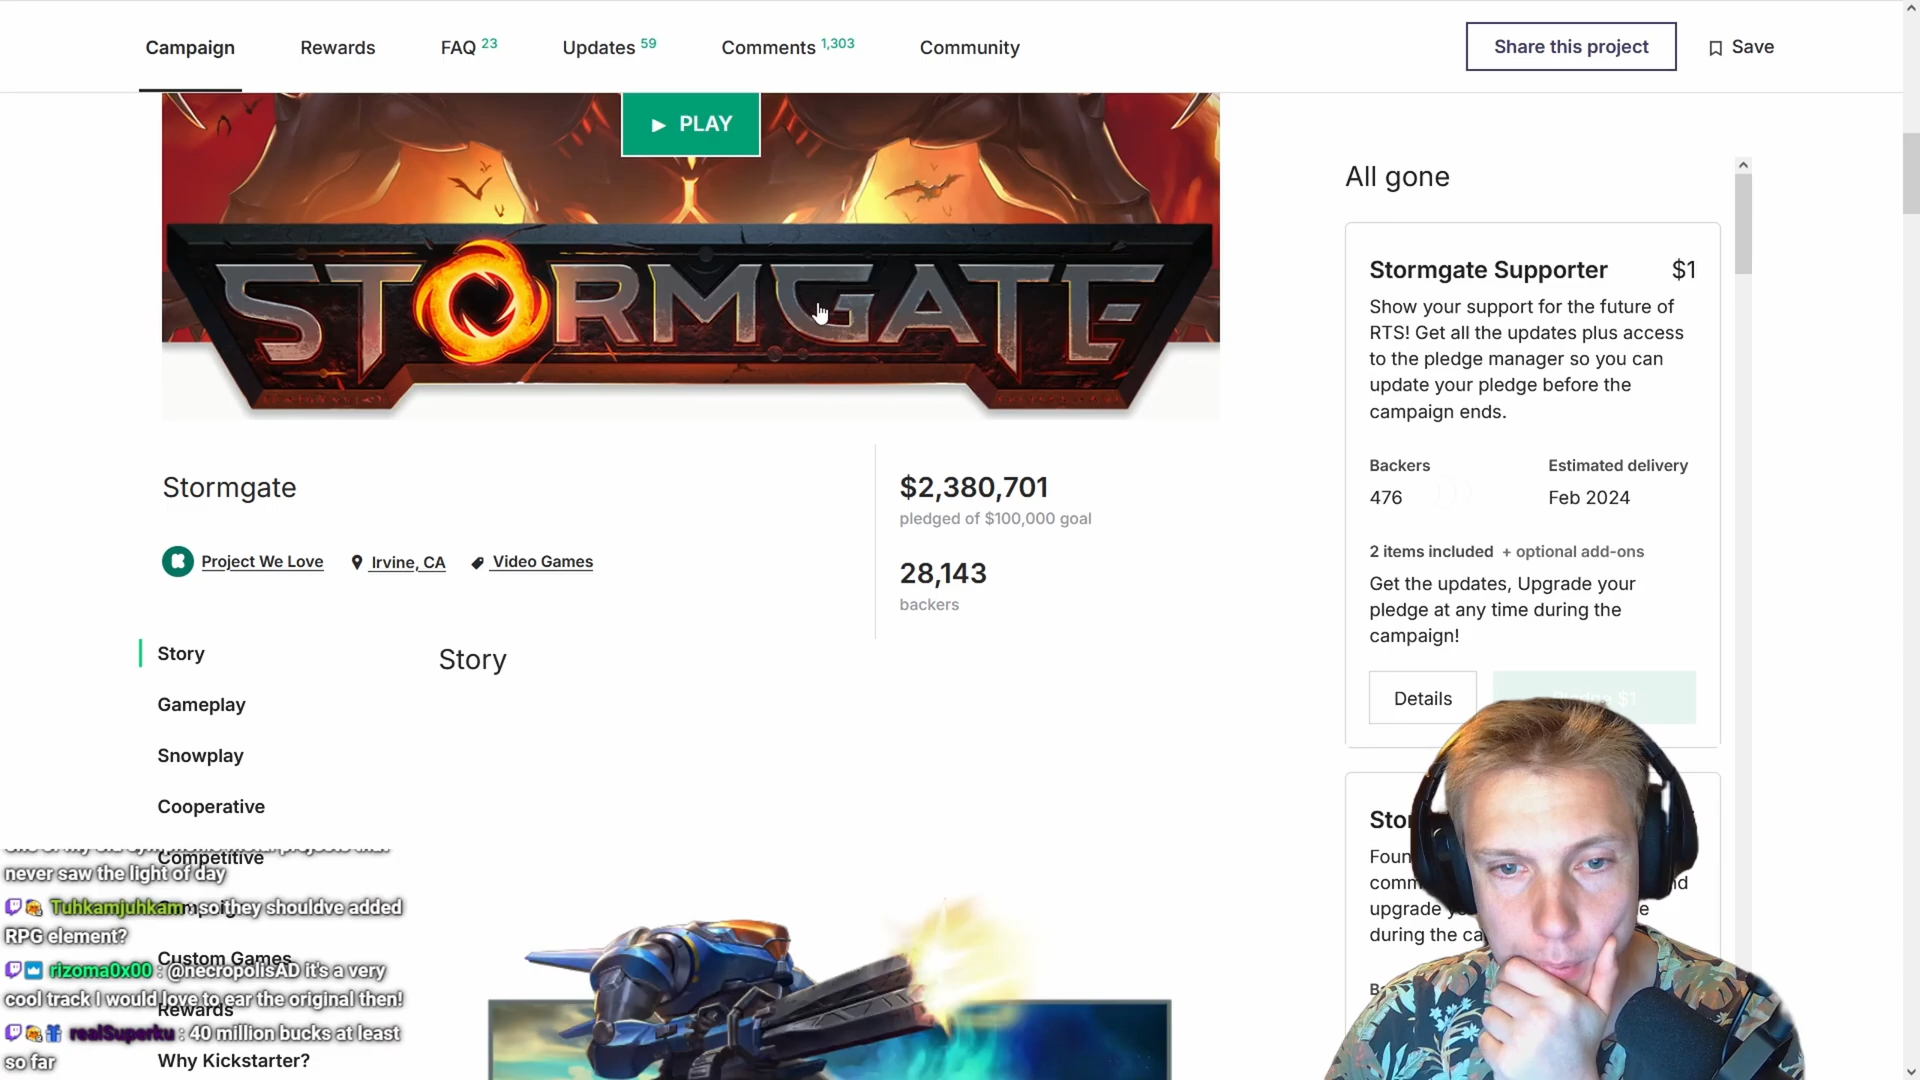 Campaign
Rewards
FAQ 23
Updates 59
Comments 1,303
Community
Share this project
Save
PLAY
STORMGATE
Stormgate
Project We Love
Irvine, CA
Video Games
$2,380,701
pledged of $100,000 goal
28,143
backers
Story
Gameplay
Snowplay
Cooperative
Competitive
Custom Games
Rewards
Why Kickstarter?
Story
All gone
Stormgate Supporter $1
Show your support for the future of
RTS! Get all the updates plus access
to the pledge manager so you can
update your pledge before the
campaign ends.
Backers
476
Estimated delivery
Feb 2024
2 items included + optional add-ons
Get the updates, Upgrade your
pledge at any time during the
campaign!
Details
$1
upgrade
during the
never saw the light of day
Tuhkamjuhkam: so they shouldve added
RPG element?
rizoma0x00: @necropolisAD it's a very
cool track I would love to ear the original then!
realSuperku: 40 million bucks at least
so far